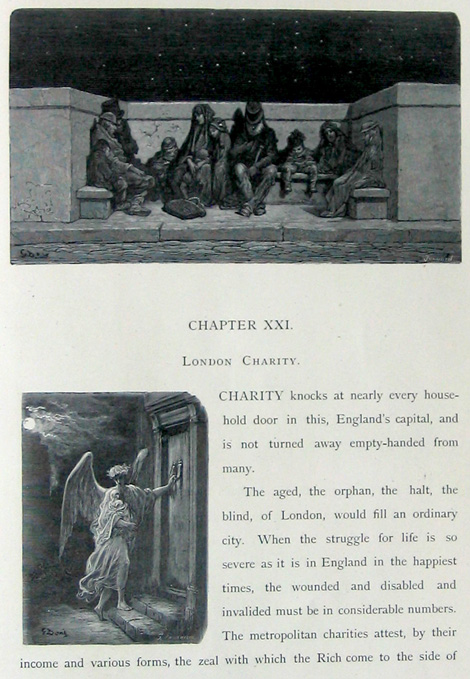 G. Doré
CHAPTER XXI.
LONDON CHARITY.
CHARITY knocks at nearly every house-
hold door in this, England's capital, and
is not turned away empty-handed from
many.
The aged, the orphan, the halt, the
blind, of London, would fill an ordinary
city. When the struggle for life is so
severe as it is in England in the happiest
times, the wounded and disabled and
invalided must be in considerable numbers.
The metropolitan charities attest, by their
G. Doré
income and various forms, the zeal with which the Rich come to the side of